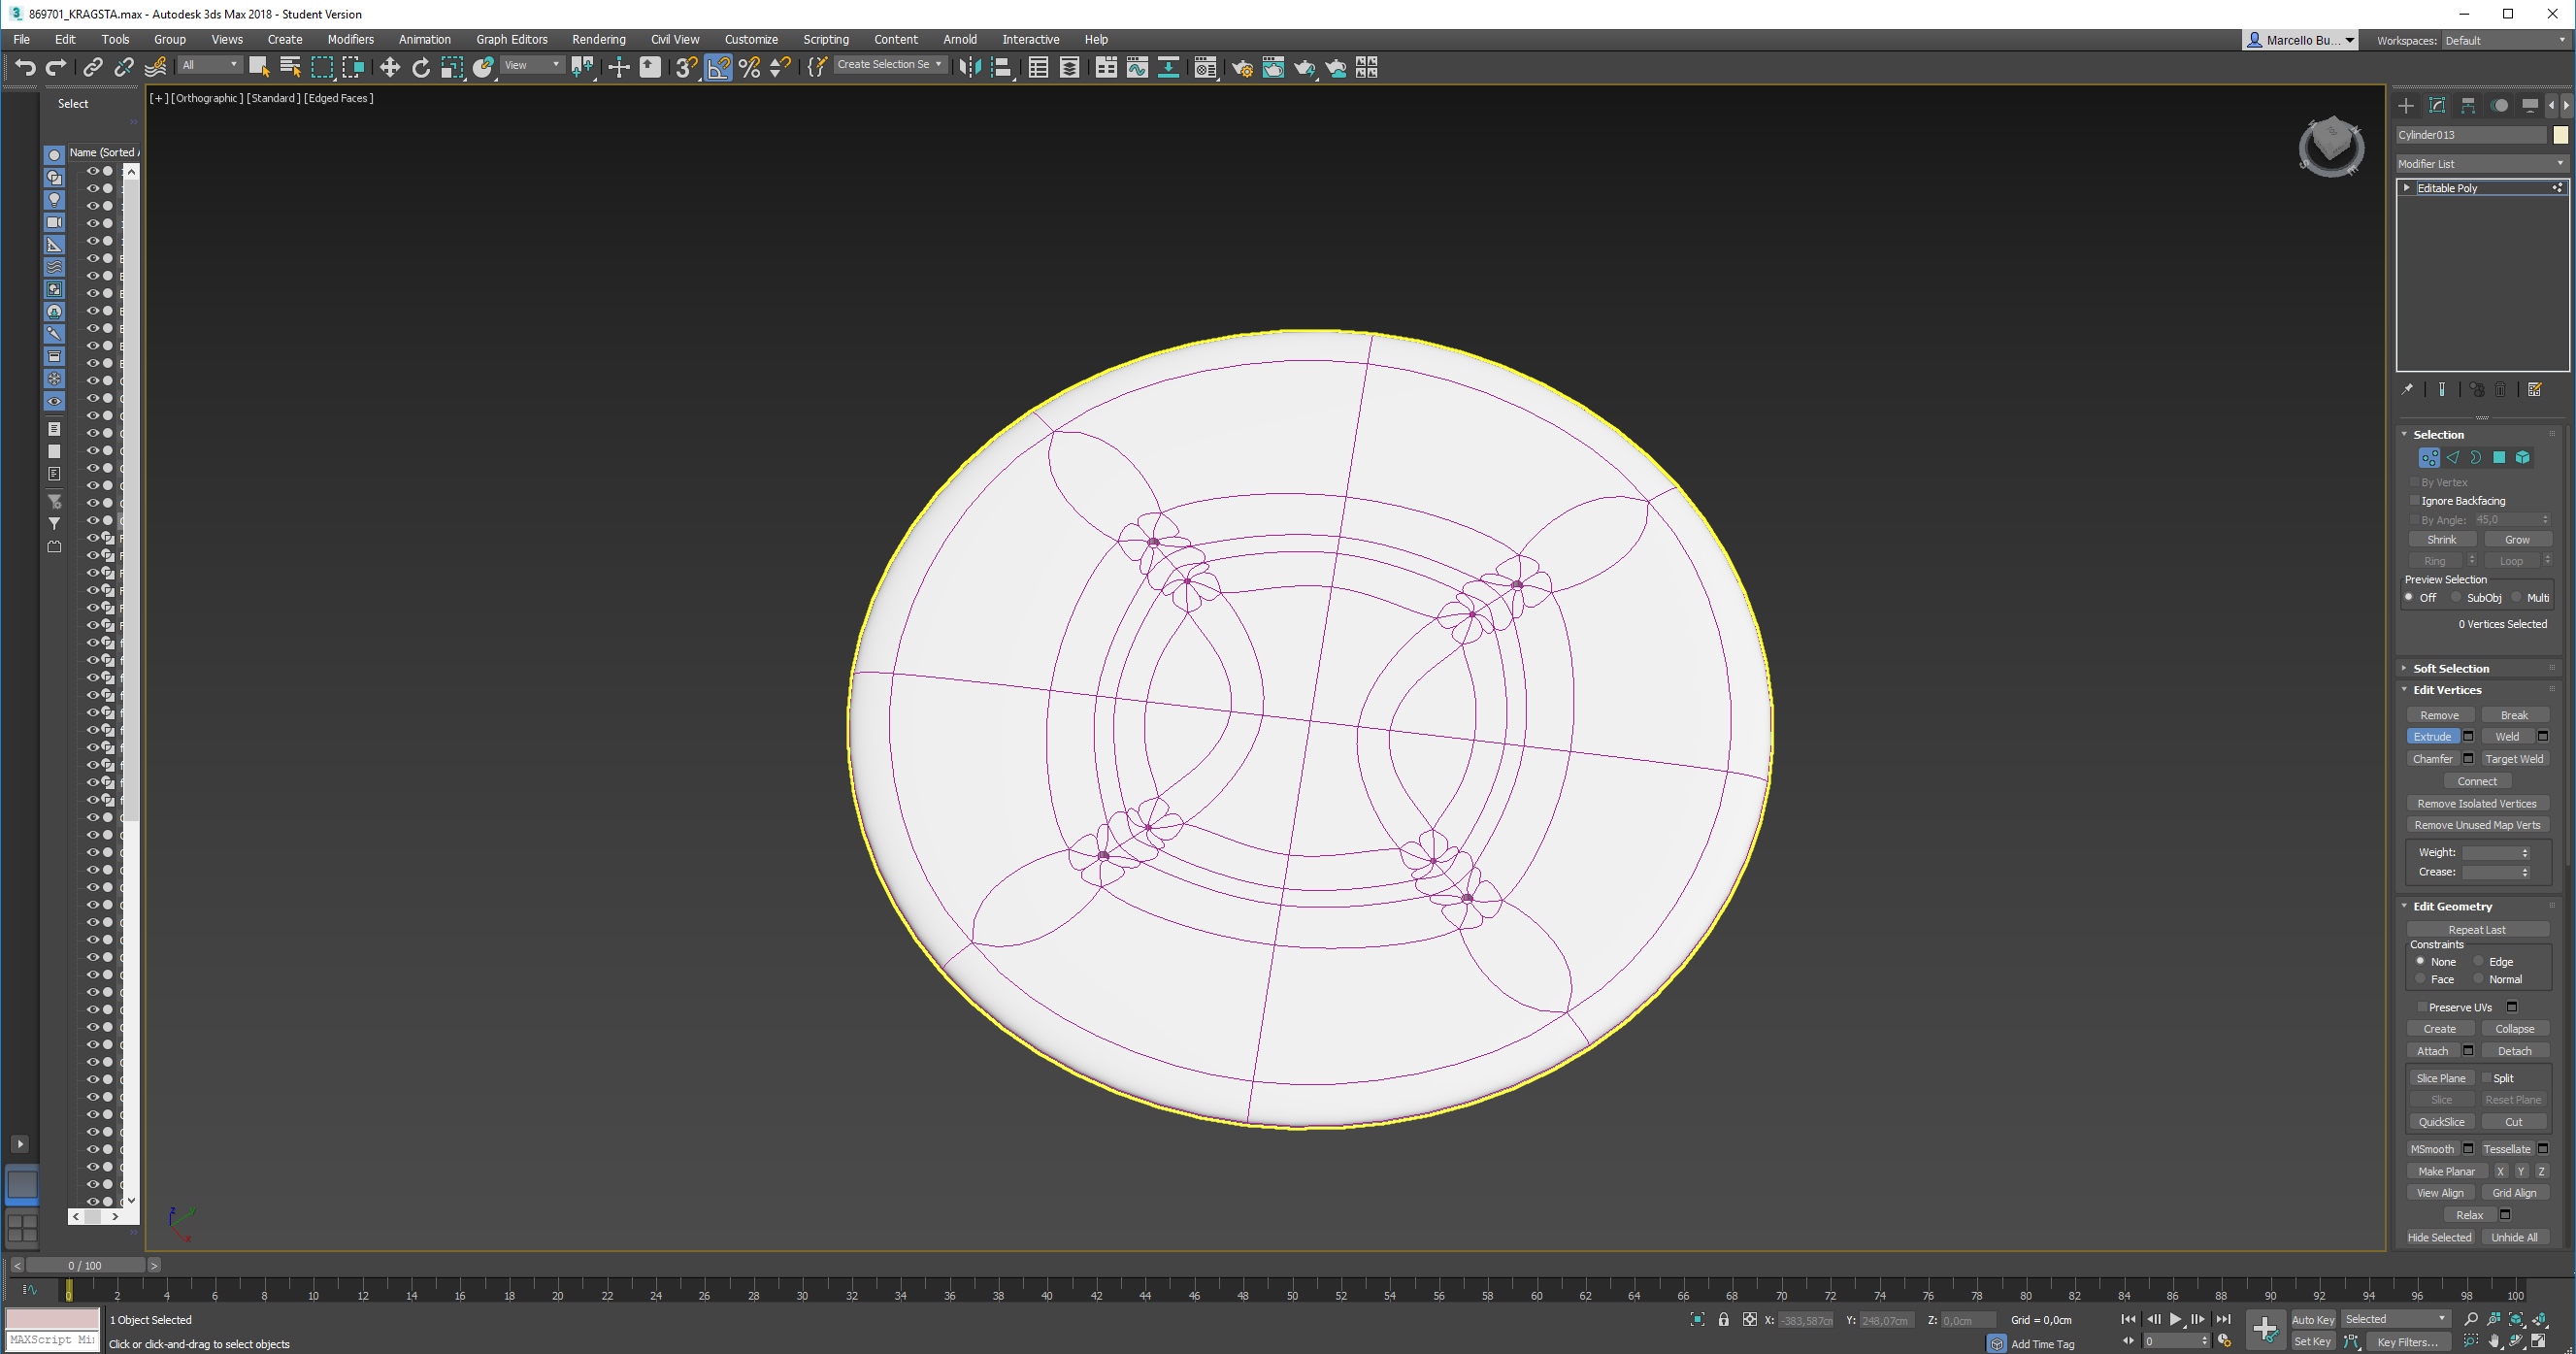 869701_KRAGSTA.max - Autodesk 3ds Max 2018 - Student Version
File Edit Tools Group Views Create Modifiers Animation Graph Editors Rendering Civil View Customize Scripting Content Arnold Interactive Help
Marcello Bu... Workspaces: Default
All View Create Selection Se
Select
[+] [Orthographic] [Standard] [Edged Faces]
Name (Sorted A
Cylinder013
Modifier List
Editable Poly
Selection
By Vertex
Ignore Backfacing
By Angle: 45,0
Shrink Grow
Ring Loop
Preview Selection
Off SubObj Multi
0 Vertices Selected
Soft Selection
Edit Vertices
Remove Break
Extrude Weld
Chamfer Target Weld
Connect
Remove Isolated Vertices
Remove Unused Map Verts
Weight:
Crease:
Edit Geometry
Repeat Last
Constraints
None Edge
Face Normal
Preserve UVs
Create Collapse
Attach Detach
Slice Plane Split
Slice Reset Plane
QuickSlice Cut
MSmooth Tessellate
Make Planar X Y Z
View Align Grid Align
Relax
Hide Selected Unhide All
0 / 100
0 2 4 6 8 10 12 14 16 18 20 22 24 26 28 30 32 34 36 38 40 42 44 46 48 50 52 54 56 58 60 62 64 66 68 70 72 74 76 78 80 82 84 86 88 90 92 94 96 98 100
1 Object Selected
X: -383,587cm Y: 248,07cm Z: 0,0cm Grid = 0,0cm
Auto Key Selected
MAXScript Mi
Click or click-and-drag to select objects
Add Time Tag
0
Set Key Key Filters...